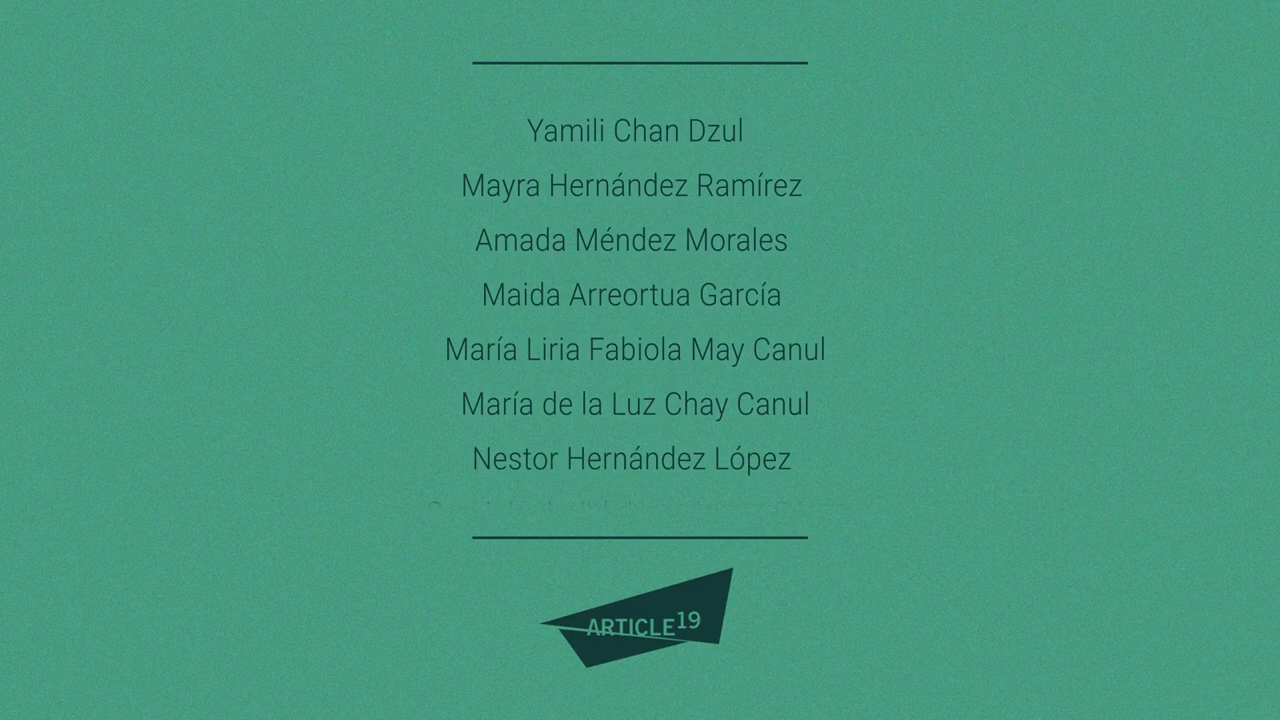 Yamili Chan Dzul
Mayra Hernández Ramírez
Amada Méndez Morales
Maida Arreortua García
María Liria Fabiola May Canul
María de la Luz Chay Canul
Nestor Hernández López
ARTICLE19